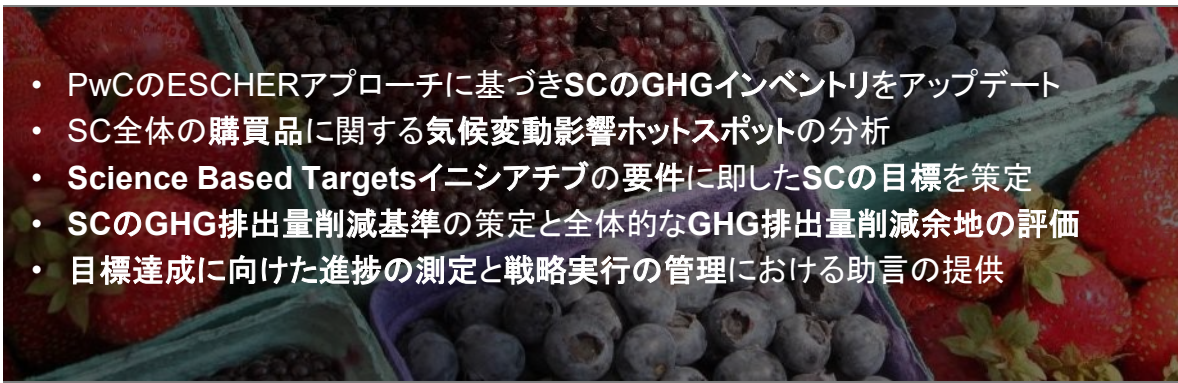 • PwCのESCHERアプローチに基づきSCのGHGインベントリをアップデート
• SC全体の購買品に関する気候変動影響ホットスポットの分析
• Science Based Targetsイニシアチブの要件に即したSCの目標を策定
• SCのGHG排出量削減基準の策定と全体的なGHG排出量削減余地の評価
• 目標達成に向けた進捗の測定と戦略実行の管理における助言の提供